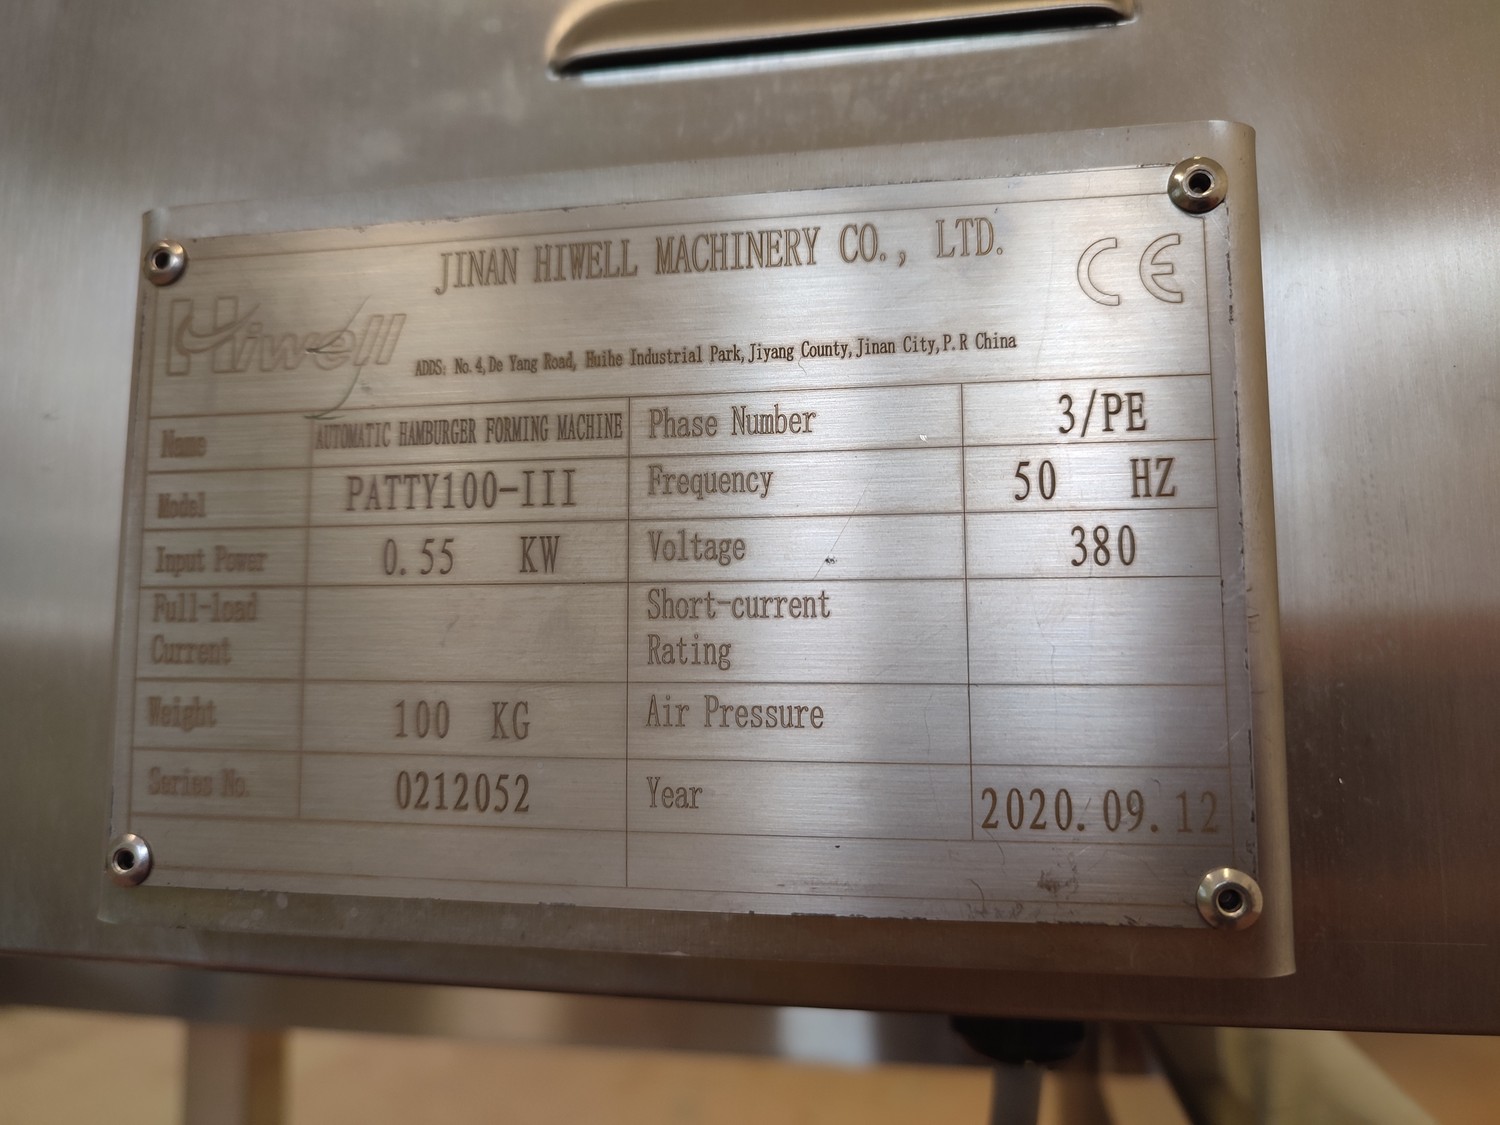 JINAN HIWELL MACHINERY CO., LTD.
CE
Hiwell
ADDS: No.4,De Yang Road, Huihe Industrial Park,Jiyang County,Jinan City,P.R China
Name AUTOMATIC HAMBURGER FORMING MACHINE Phase Number 3/PE
Model PATTY100-III Frequency 50 HZ
Input Power 0.55 KW Voltage 380
Full-load Current Short-current Rating
Weight 100 KG Air Pressure
Series No. 0212052 Year 2020.09.12